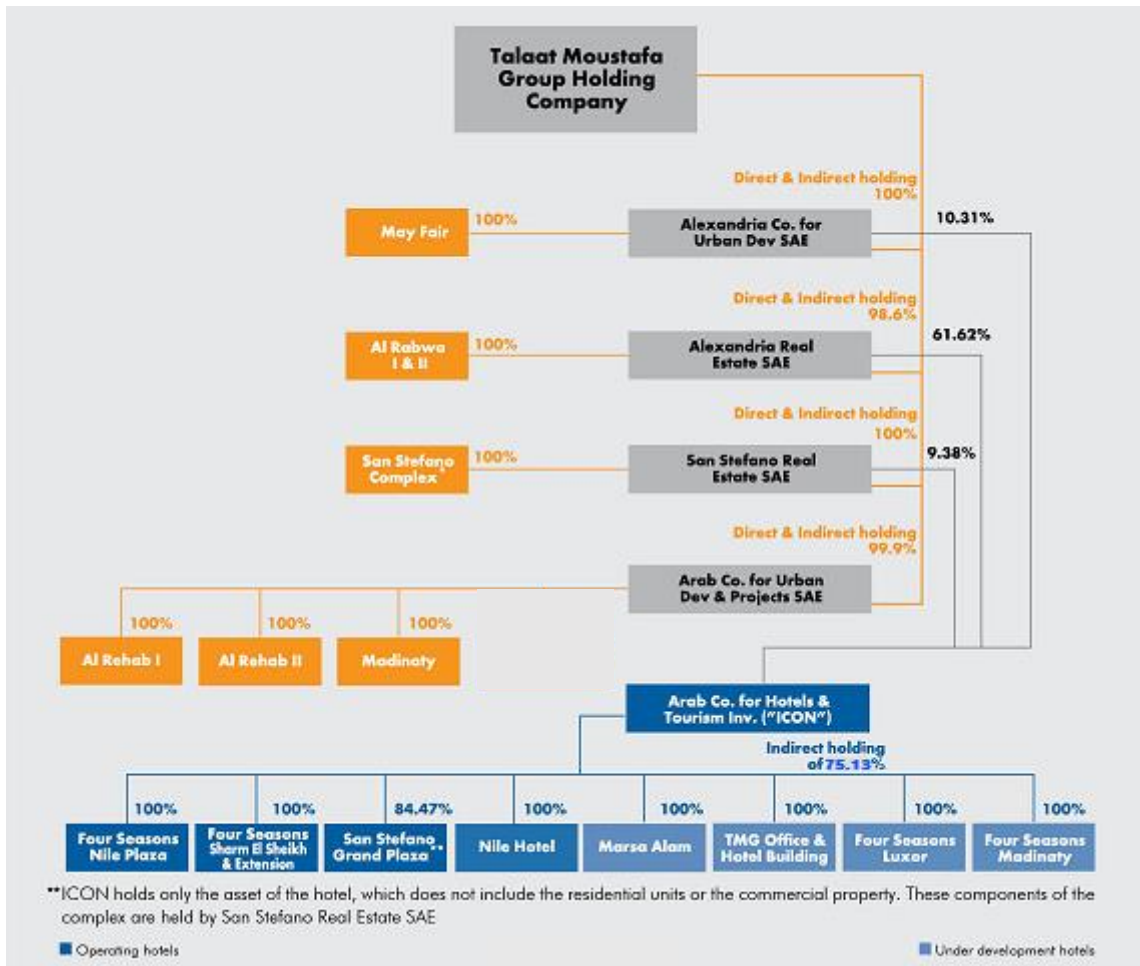 Talaat Moustafa
Group Holding
Company
Direct & Indirect holding
100%
10.31%
May Fair
100%
Alexandria Co. for
Urban Dev SAE
Direct & Indirect holding
98.6%
61.62%
Al Rabwa
I & II
100%
Alexandria Real
Estate SAE
Direct & Indirect holding
100%
9.38%
San Stefano
Complex*
100%
San Stefano Real
Estate SAE
Direct & Indirect holding
99.9%
Arab Co. for Urban
Dev & Projects SAE
100%
100%
100%
Al Rehab I
Al Rehab II
Madinaty
Arab Co. for Hotels &
Tourism Inv. ("ICON")
Indirect holding
of 75.13%
100%
100%
84.47%
100%
100%
100%
100%
100%
Four Seasons
Nile Plaza
Four Seasons
Sharm El Sheikh
& Extension
San Stefano
Grand Plaza**
Nile Hotel
Marsa Alam
TMG Office &
Hotel Building
Four Seasons
Luxor
Four Seasons
Madinaty
**ICON holds only the asset of the hotel, which does not include the residential units or the commercial property. These components of the
complex are held by San Stefano Real Estate SAE
Operating hotels
Under development hotels